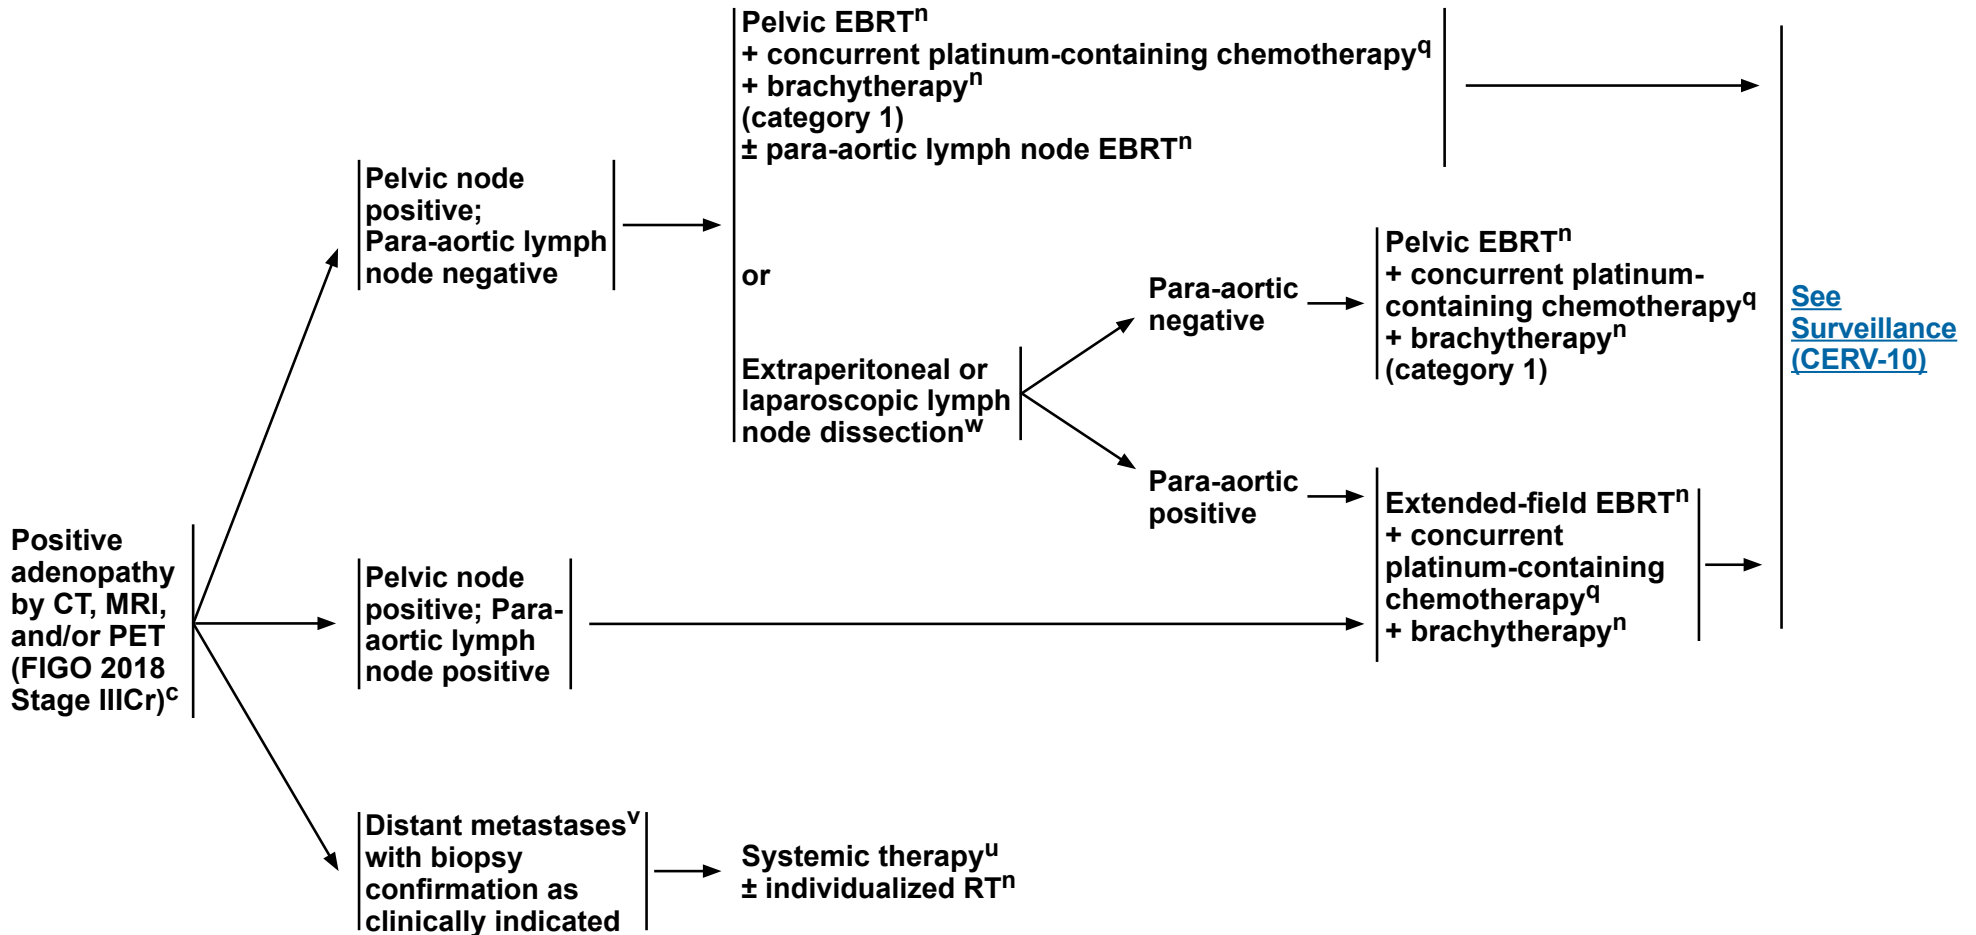 Positive
adenopathy
by CT, MRI,
and/or PET
(FIGO 2018
Stage IIICr)ᶜ
Pelvic node
positive;
Para-aortic lymph
node negative
Pelvic EBRTⁿ
+ concurrent platinum-containing chemotherapy^q
+ brachytherapyⁿ
(category 1)
± para-aortic lymph node EBRTⁿ
or
Extraperitoneal or
laparoscopic lymph
node dissectionʷ
Para-aortic
negative
Pelvic EBRTⁿ
+ concurrent platinum-
containing chemotherapy^q
+ brachytherapyⁿ
(category 1)
Para-aortic
positive
Extended-field EBRTⁿ
+ concurrent
platinum-containing
chemotherapy^q
+ brachytherapyⁿ
See
Surveillance
(CERV-10)
Pelvic node
positive; Para-
aortic lymph
node positive
Distant metastasesᵛ
with biopsy
confirmation as
clinically indicated
Systemic therapyᵘ
± individualized RTⁿ